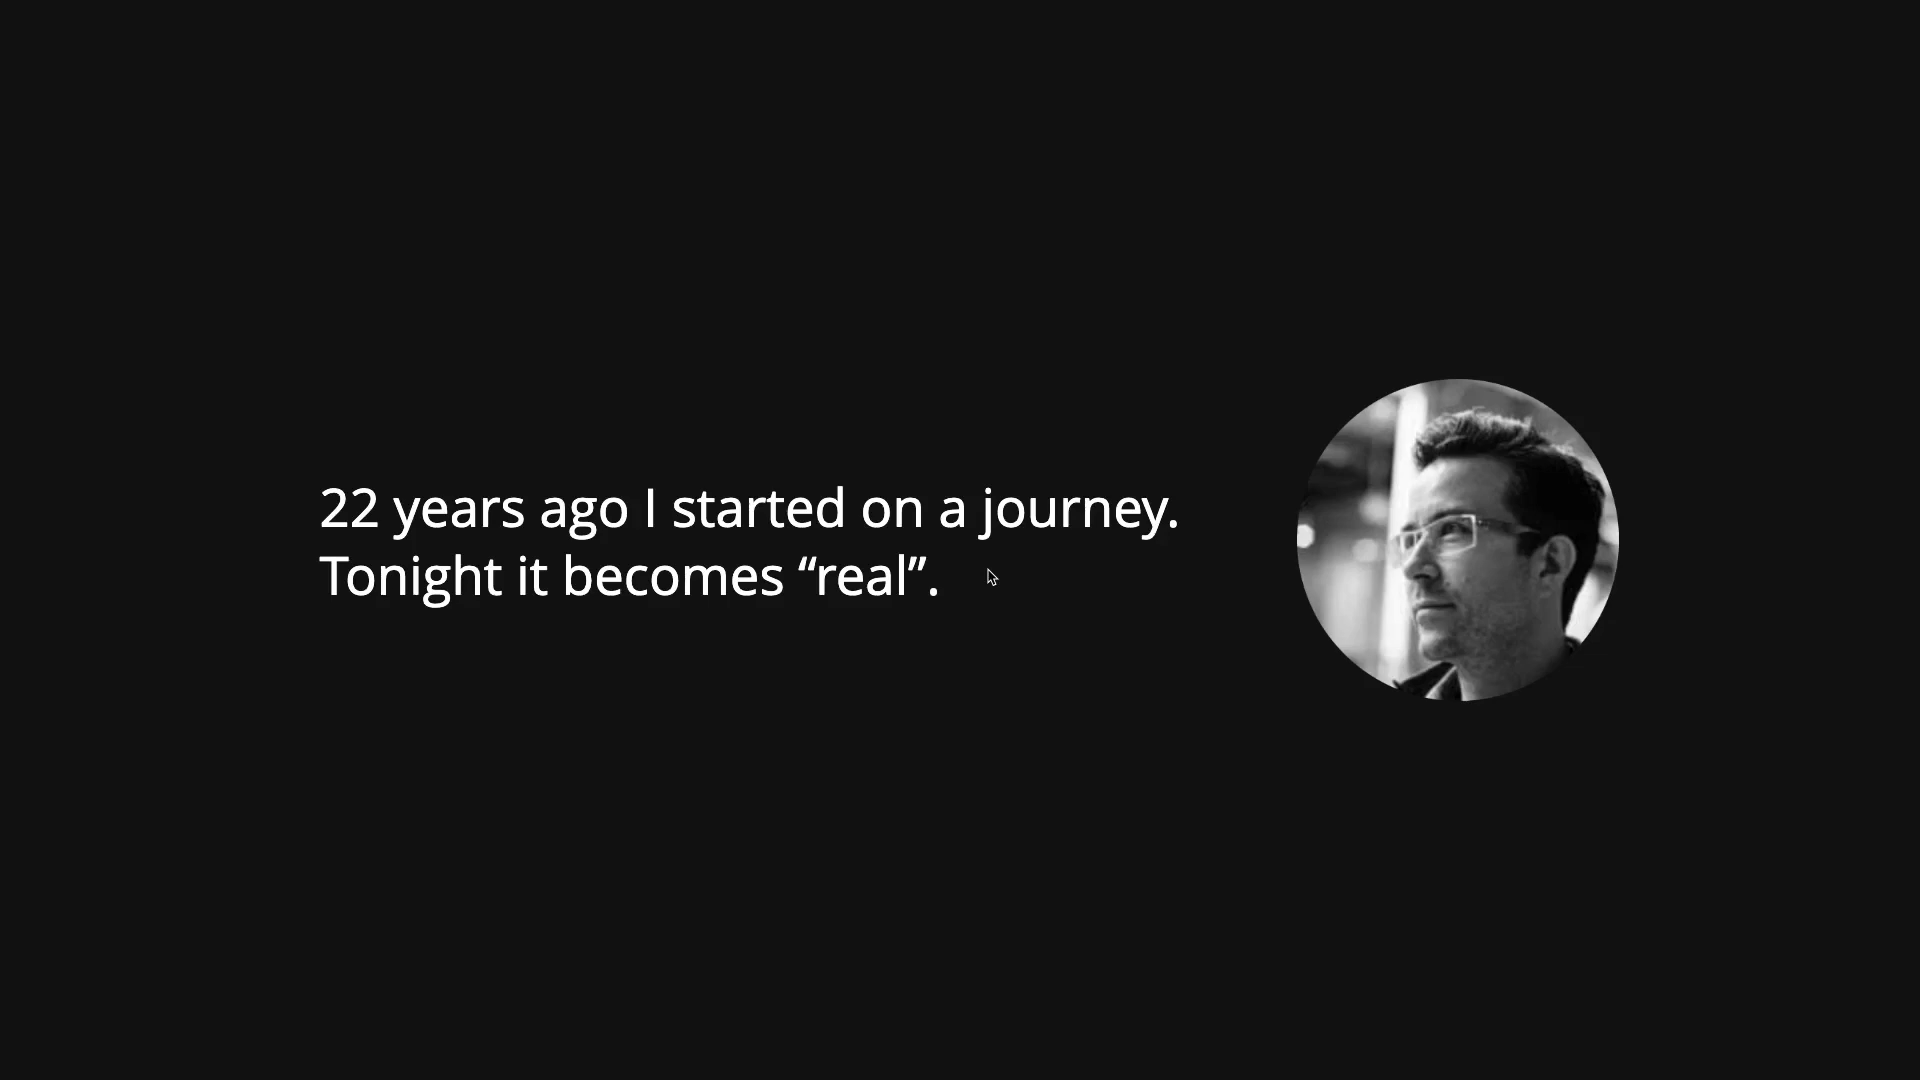 22 years ago I started on a journey.
Tonight it becomes “real”.